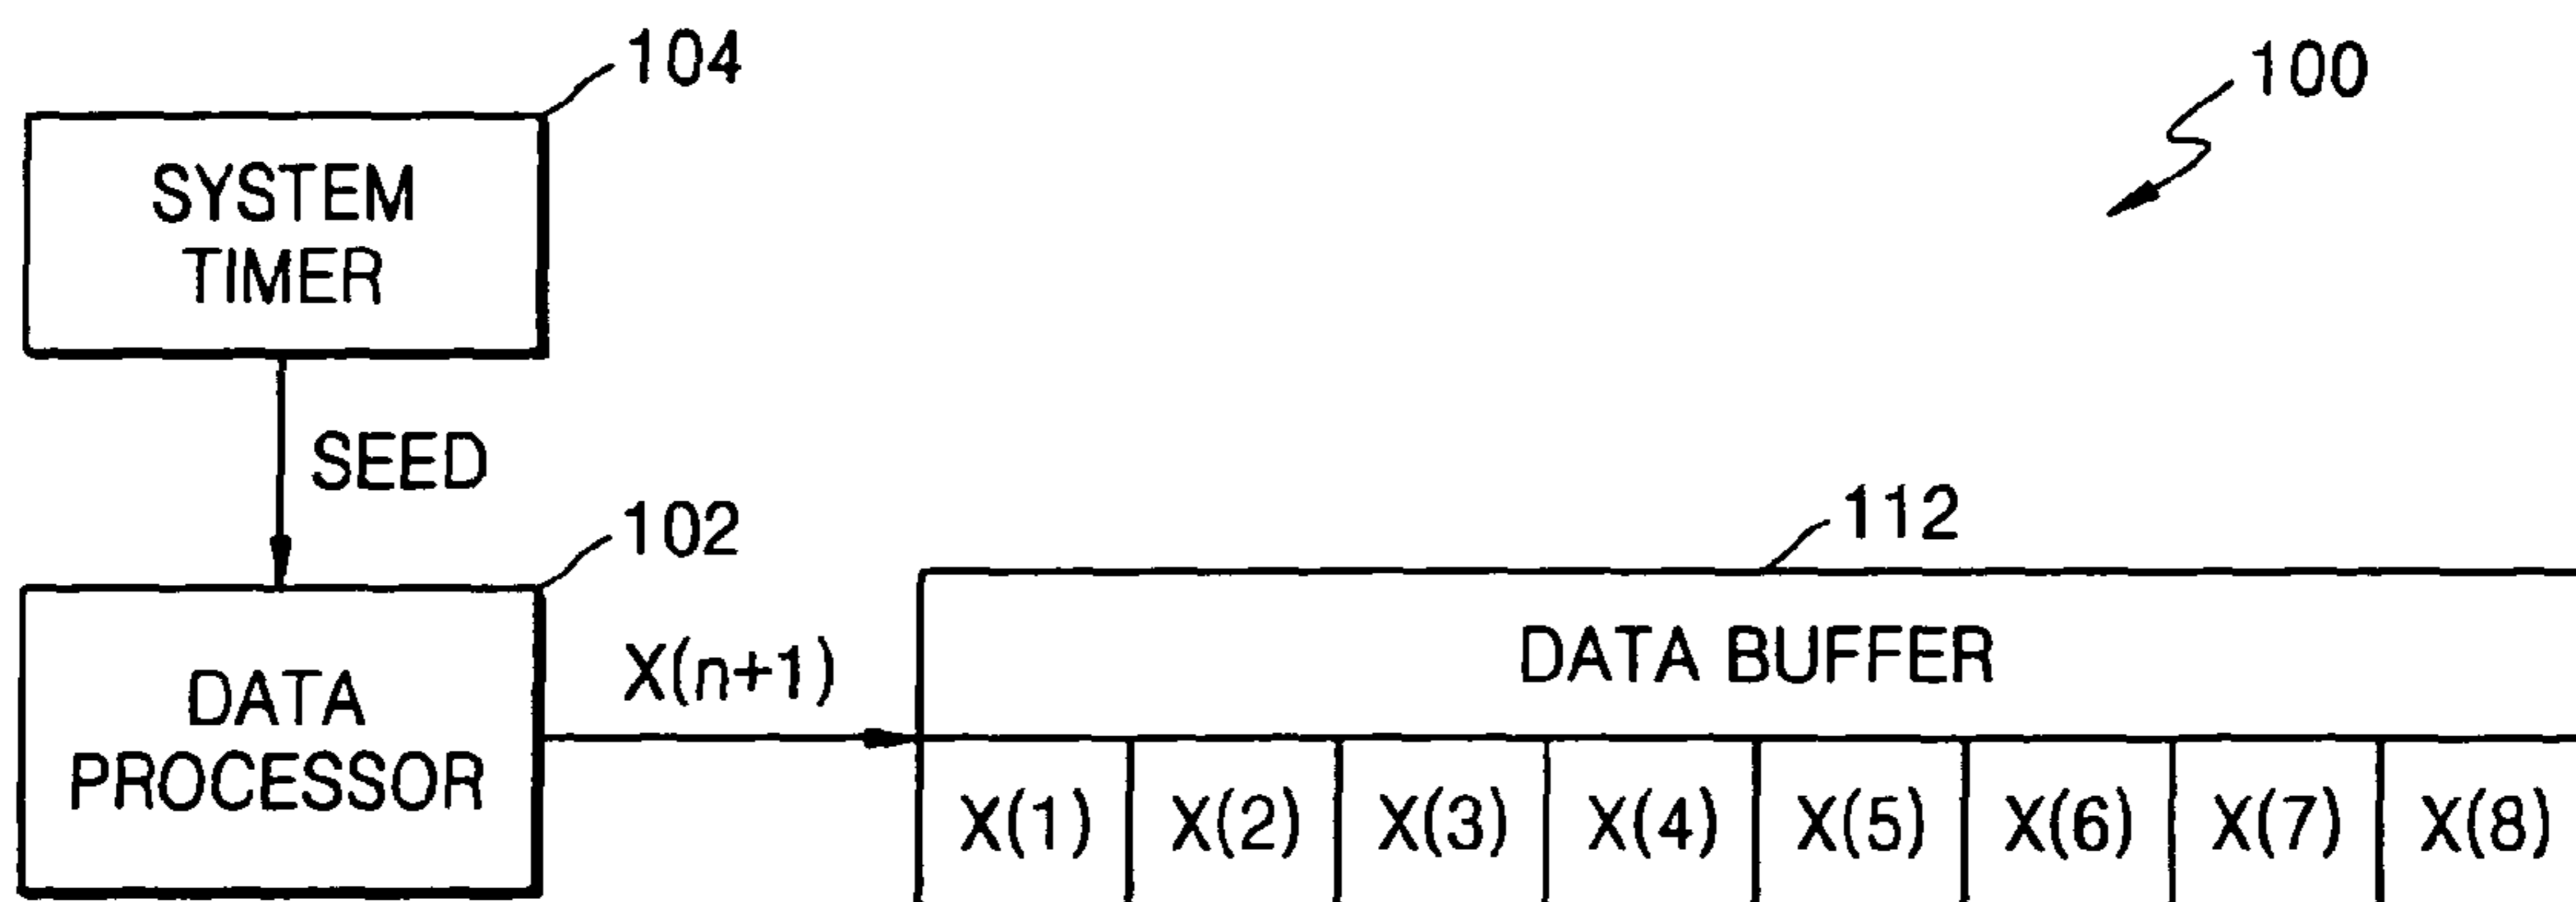 104
100
SYSTEM
TIMER
SEED
102
112
DATA
PROCESSOR
X(n+1)
DATA BUFFER
X(1) X(2) X(3) X(4) X(5) X(6) X(7) X(8)